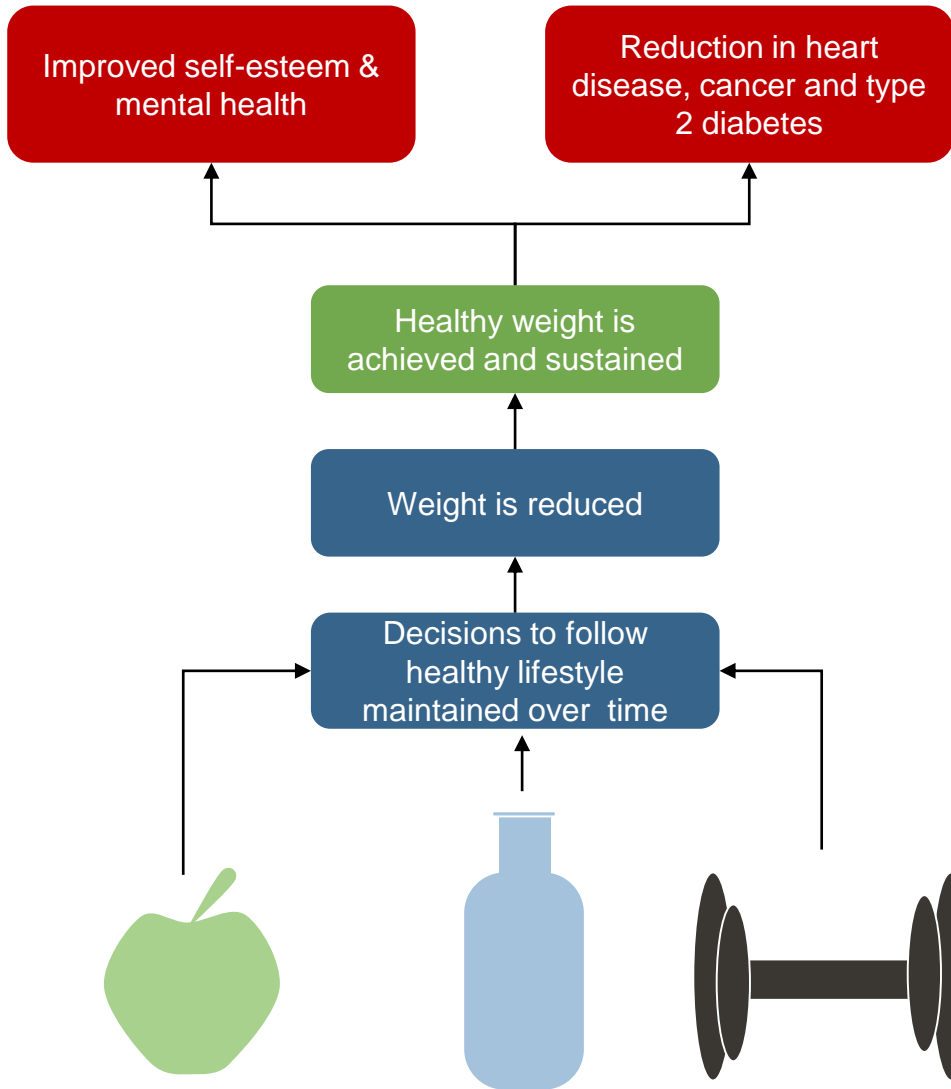 Improved self-esteem &
mental health
Reduction in heart
disease, cancer and type
2 diabetes
Healthy weight is
achieved and sustained
Weight is reduced
Decisions to follow
healthy lifestyle
maintained over  time